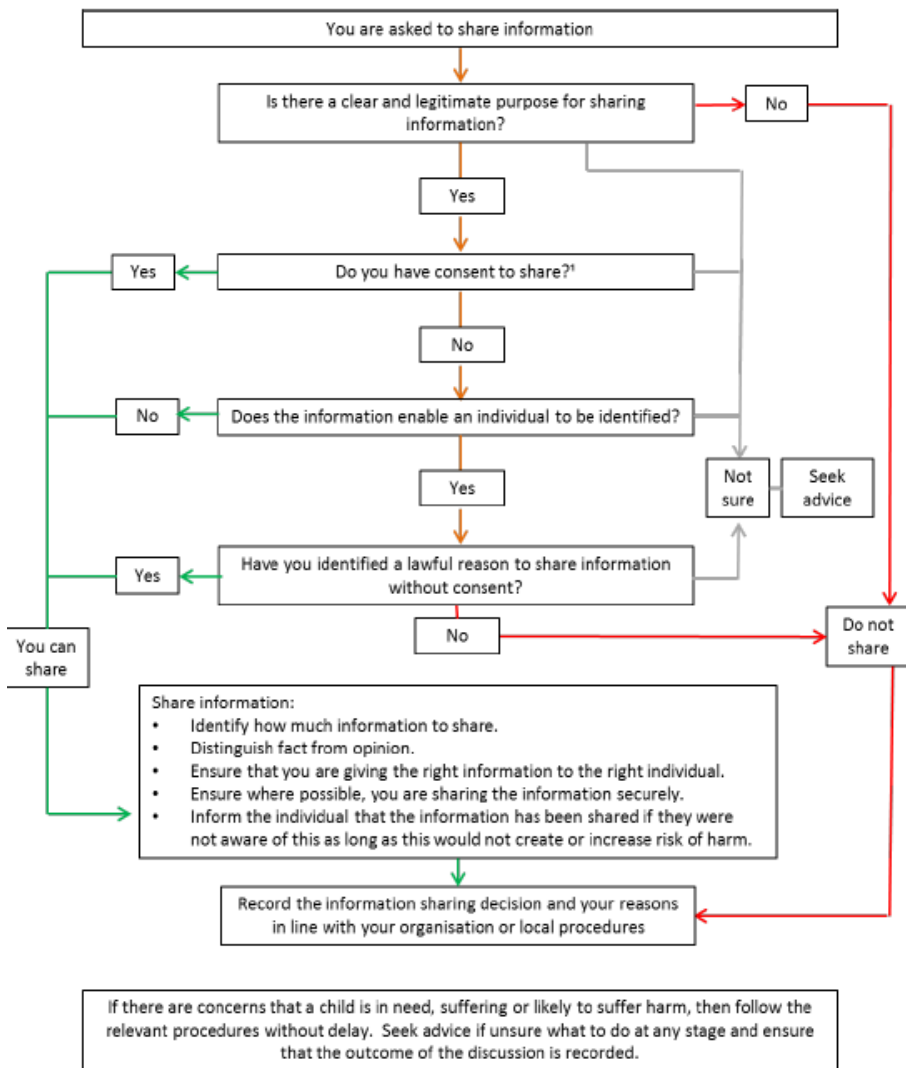 You are asked to share information
Is there a clear and legitimate purpose for sharing
information?
No
Yes
Yes
Do you have consent to share?¹
No
No
Does the information enable an individual to be identified?
Yes
Not
sure
Seek
advice
Yes
Have you identified a lawful reason to share information
without consent?
No
You can
share
Do not
share
Share information:
• Identify how much information to share.
• Distinguish fact from opinion.
• Ensure that you are giving the right information to the right individual.
• Ensure where possible, you are sharing the information securely.
• Inform the individual that the information has been shared if they were
not aware of this as long as this would not create or increase risk of harm.
Record the information sharing decision and your reasons
in line with your organisation or local procedures
If there are concerns that a child is in need, suffering or likely to suffer harm, then follow the
relevant procedures without delay. Seek advice if unsure what to do at any stage and ensure
that the outcome of the discussion is recorded.